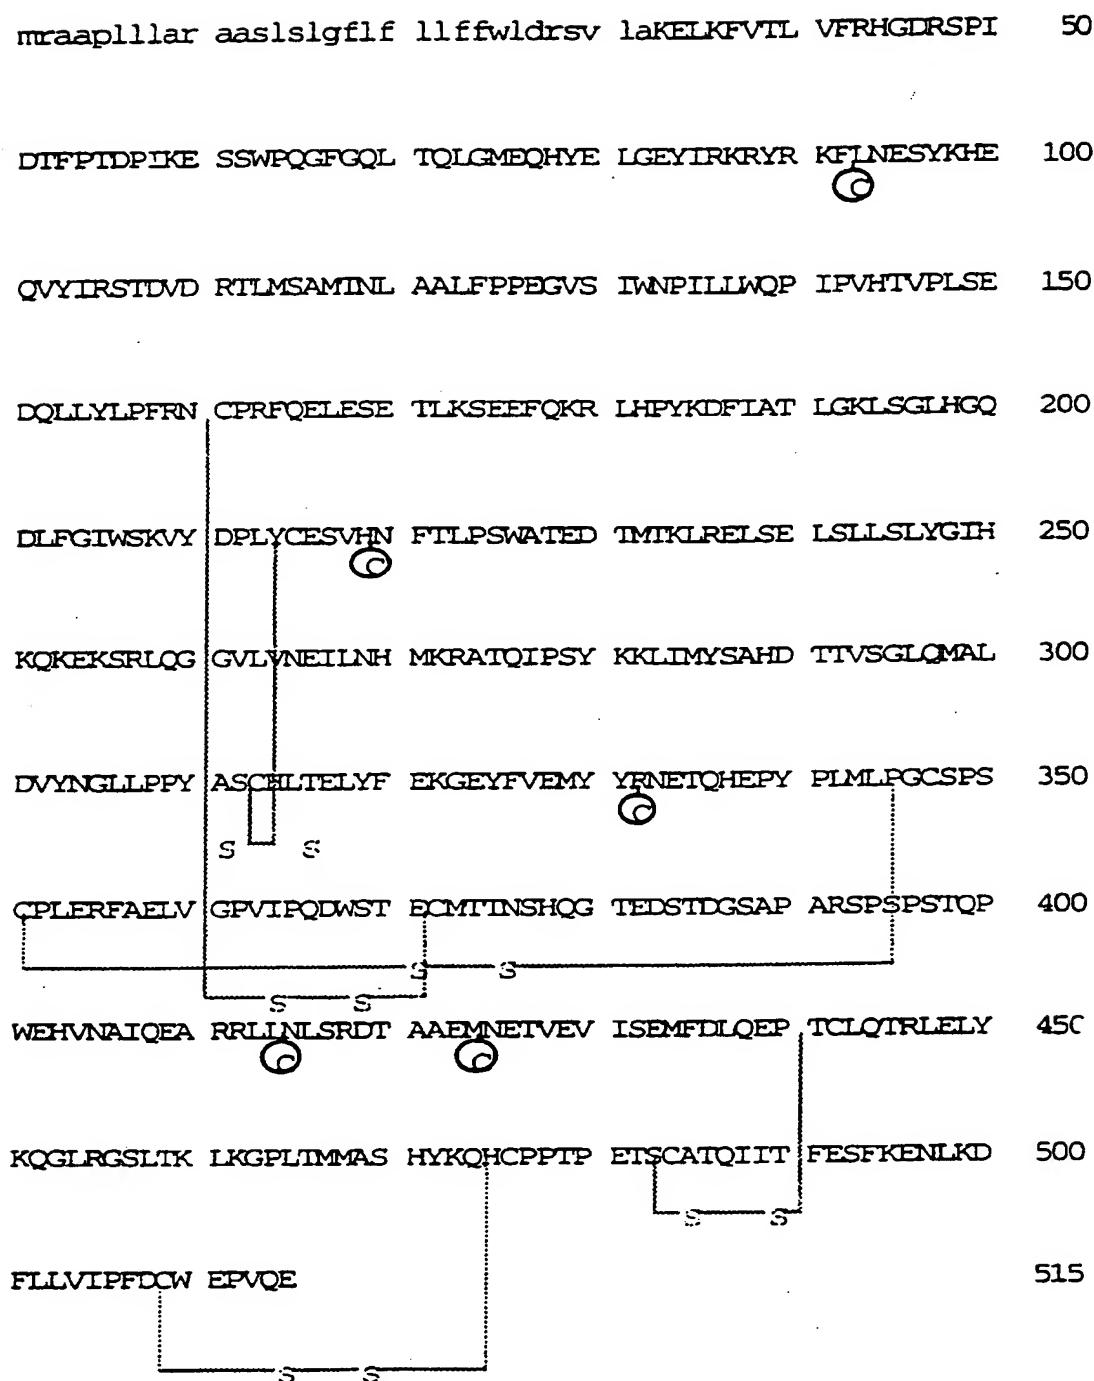 mraaplllar aaslslgflf llffwldrsv laKELKFVTL VFRHGDRSPI 50
DTFPTDPIKE SSWPQGFGQL TQLGMEQHYE LGEYIRKRYR KFLNESYKHE 100
C
QVYIRSTDVD RTLMSAMTNL AALFPPEGVS IWNPILLWQP IPVHTVPLSE 150
DQLLYLPFRN CPRFQELESE TLKSEEFQKR LHPYKDFIAT LGKLSGLHGQ 200
DLFGIWSKVY DPLYCESVHN FTLPSWATED TMTKLRELSE LSLLSLYGIH 250
C
KQKEKSRLQG GVLVNEILNH MKRATQIPSY KKLIMYSAHD TTVSGLQMAL 300
DVYNGLLPPY ASCHLTELYF EKGEYFVEMY YRNETQHEPY PLMLPGCSPS 350
C
S S
CPLERFAELV GPVIPQDWST ECMTTNSHQG TEDSTDGSAP ARSPSPSTQP 400
S S
S S
WEHVNAIQEA RRLINLSRDT AAEMNETVEV ISEMFDLQEP TCLQTRLELY 450
C C
KQGLRGSLTK LKGPLTMMAS HYKQHCPPTP ETSCATQIIT FESFKENLKD 500
S S
FLLVIPFDCW EPVQE 515
S S